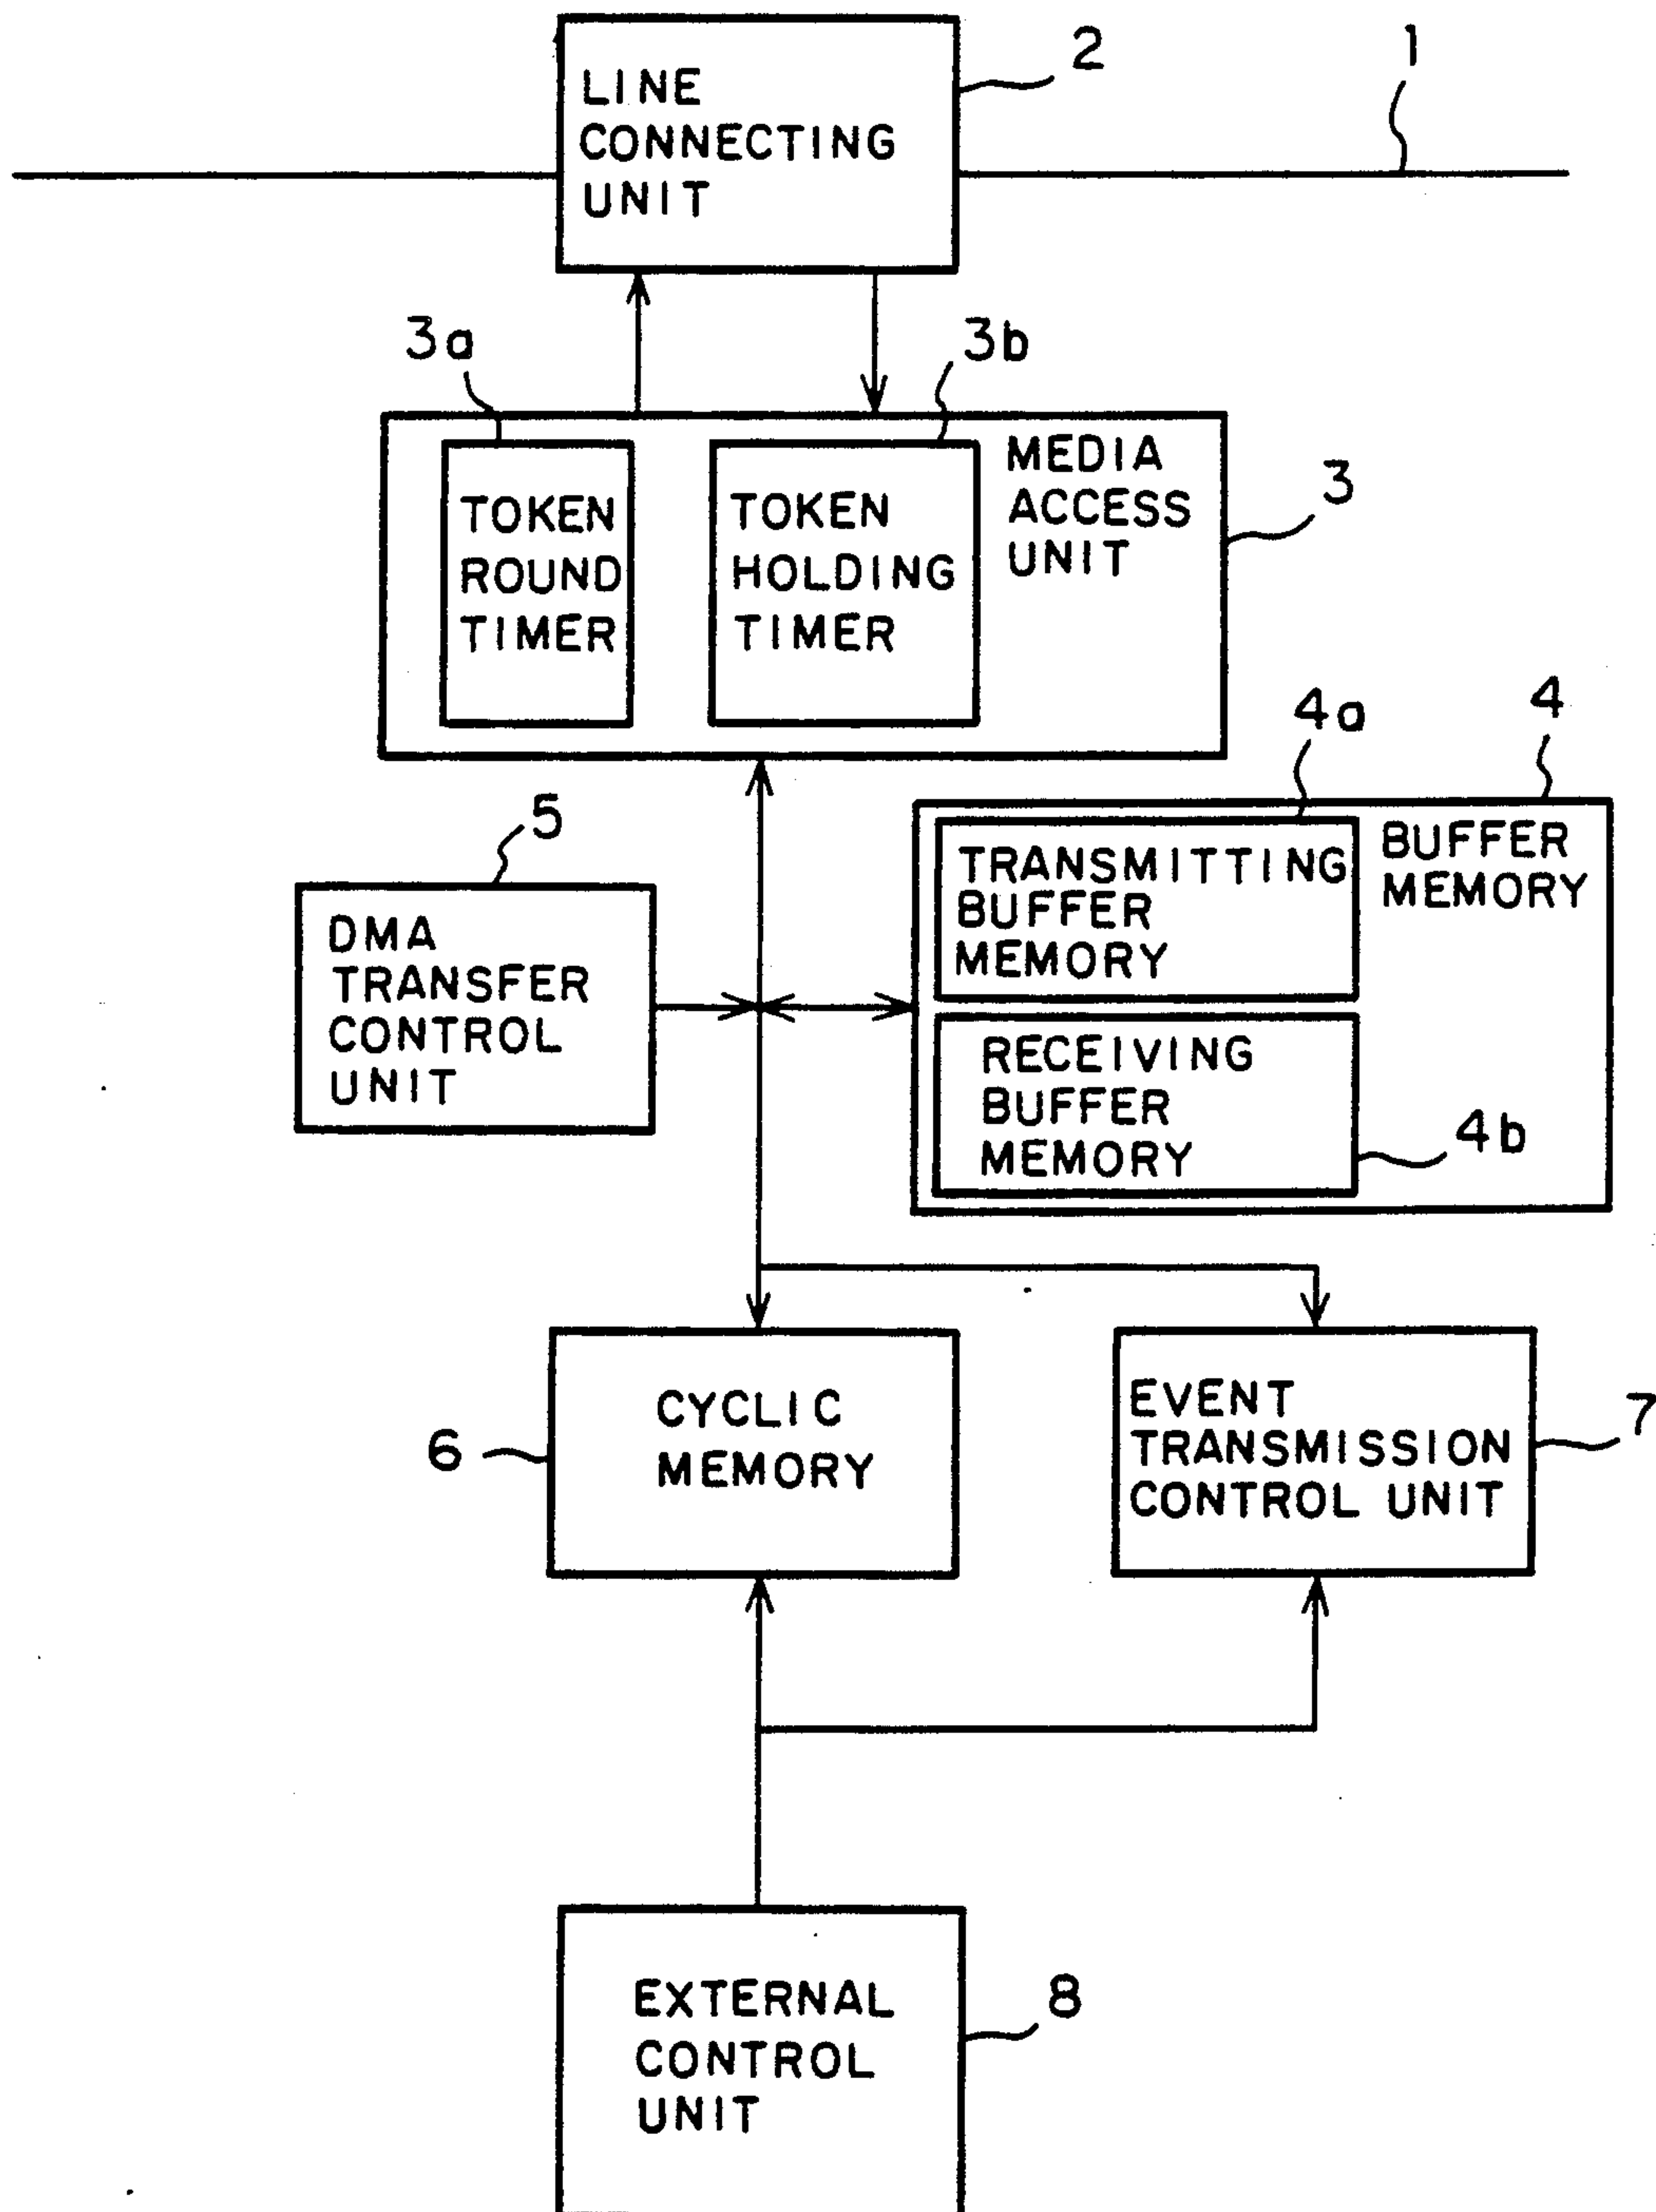 2
1
LINE
CONNECTING
UNIT
3a
3b
MEDIA
ACCESS
UNIT
3
TOKEN
ROUND
TIMER
TOKEN
HOLDING
TIMER
4a
4
5
TRANSMITTING
BUFFER
MEMORY
BUFFER
MEMORY
DMA
TRANSFER
CONTROL
UNIT
RECEIVING
BUFFER
MEMORY
4b
6
CYCLIC
MEMORY
EVENT
TRANSMISSION
CONTROL UNIT
7
EXTERNAL
CONTROL
UNIT
8